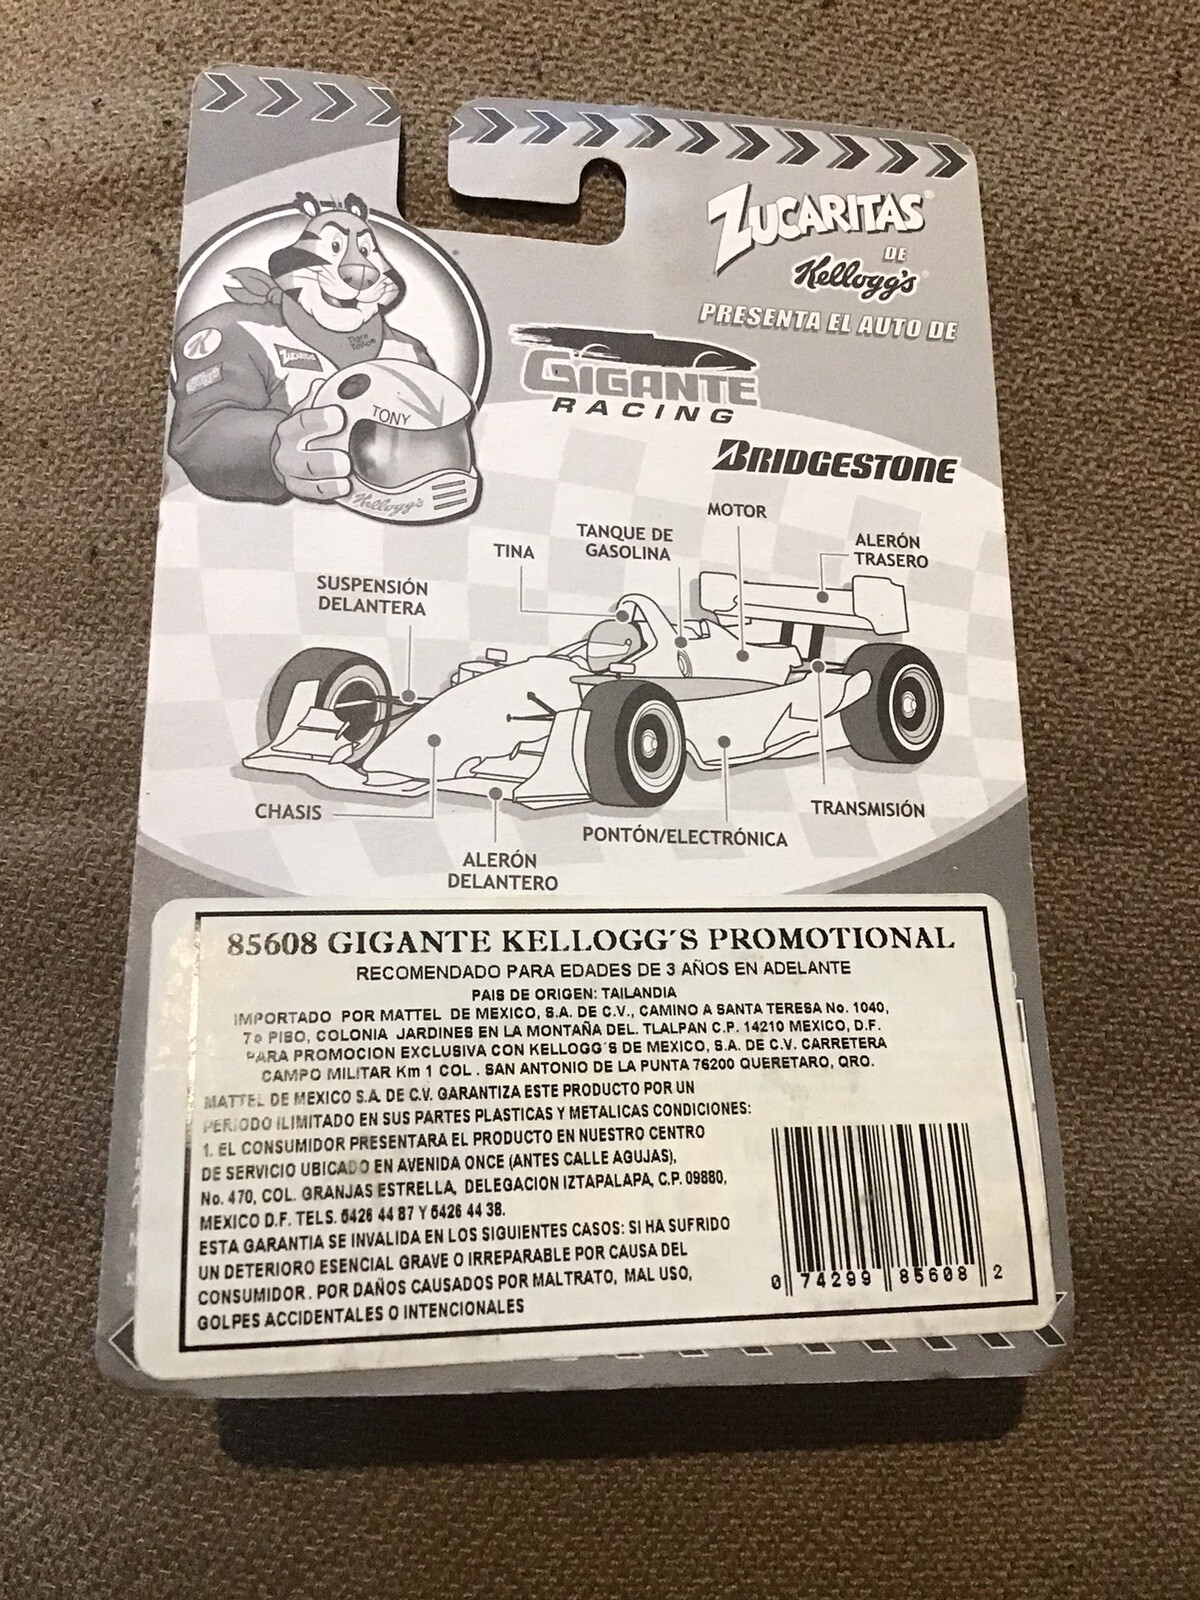 ZUCARITAS®
DE
Kellogg's®
PRESENTA EL AUTO DE
GIGANTE
RACING
BRIDGESTONE
K
ZUCARITAS
Tigre
Toño®
TONY
Kellogg's
MOTOR
TANQUE DE
GASOLINA
TINA
ALERÓN
TRASERO
SUSPENSIÓN
DELANTERA
CHASIS
TRANSMISIÓN
PONTÓN/ELECTRÓNICA
ALERÓN
DELANTERO
85608 GIGANTE KELLOGG´S PROMOTIONAL
RECOMENDADO PARA EDADES DE 3 AÑOS EN ADELANTE
PAIS DE ORIGEN: TAILANDIA
IMPORTADO POR MATTEL DE MEXICO, S.A. DE C.V., CAMINO A SANTA TERESA No. 1040,
7o PISO, COLONIA JARDINES EN LA MONTAÑA DEL. TLALPAN C.P. 14210 MEXICO, D.F.
PARA PROMOCION EXCLUSIVA CON KELLOGG´S DE MEXICO, S.A. DE C.V. CARRETERA
CAMPO MILITAR Km 1 COL . SAN ANTONIO DE LA PUNTA 76200 QUERETARO, QRO.
MATTEL DE MEXICO S.A. DE C.V. GARANTIZA ESTE PRODUCTO POR UN
PERIODO ILIMITADO EN SUS PARTES PLASTICAS Y METALICAS CONDICIONES:
1. EL CONSUMIDOR PRESENTARA EL PRODUCTO EN NUESTRO CENTRO
DE SERVICIO UBICADO EN AVENIDA ONCE (ANTES CALLE AGUJAS),
No. 470, COL. GRANJAS ESTRELLA, DELEGACION IZTAPALAPA, C.P. 09880,
MEXICO D.F. TELS. 5426 44 87 Y 5426 44 38.
ESTA GARANTIA SE INVALIDA EN LOS SIGUIENTES CASOS: SI HA SUFRIDO
UN DETERIORO ESENCIAL GRAVE O IRREPARABLE POR CAUSA DEL
CONSUMIDOR. POR DAÑOS CAUSADOS POR MALTRATO, MAL USO,
GOLPES ACCIDENTALES O INTENCIONALES
0 74299 85608 2